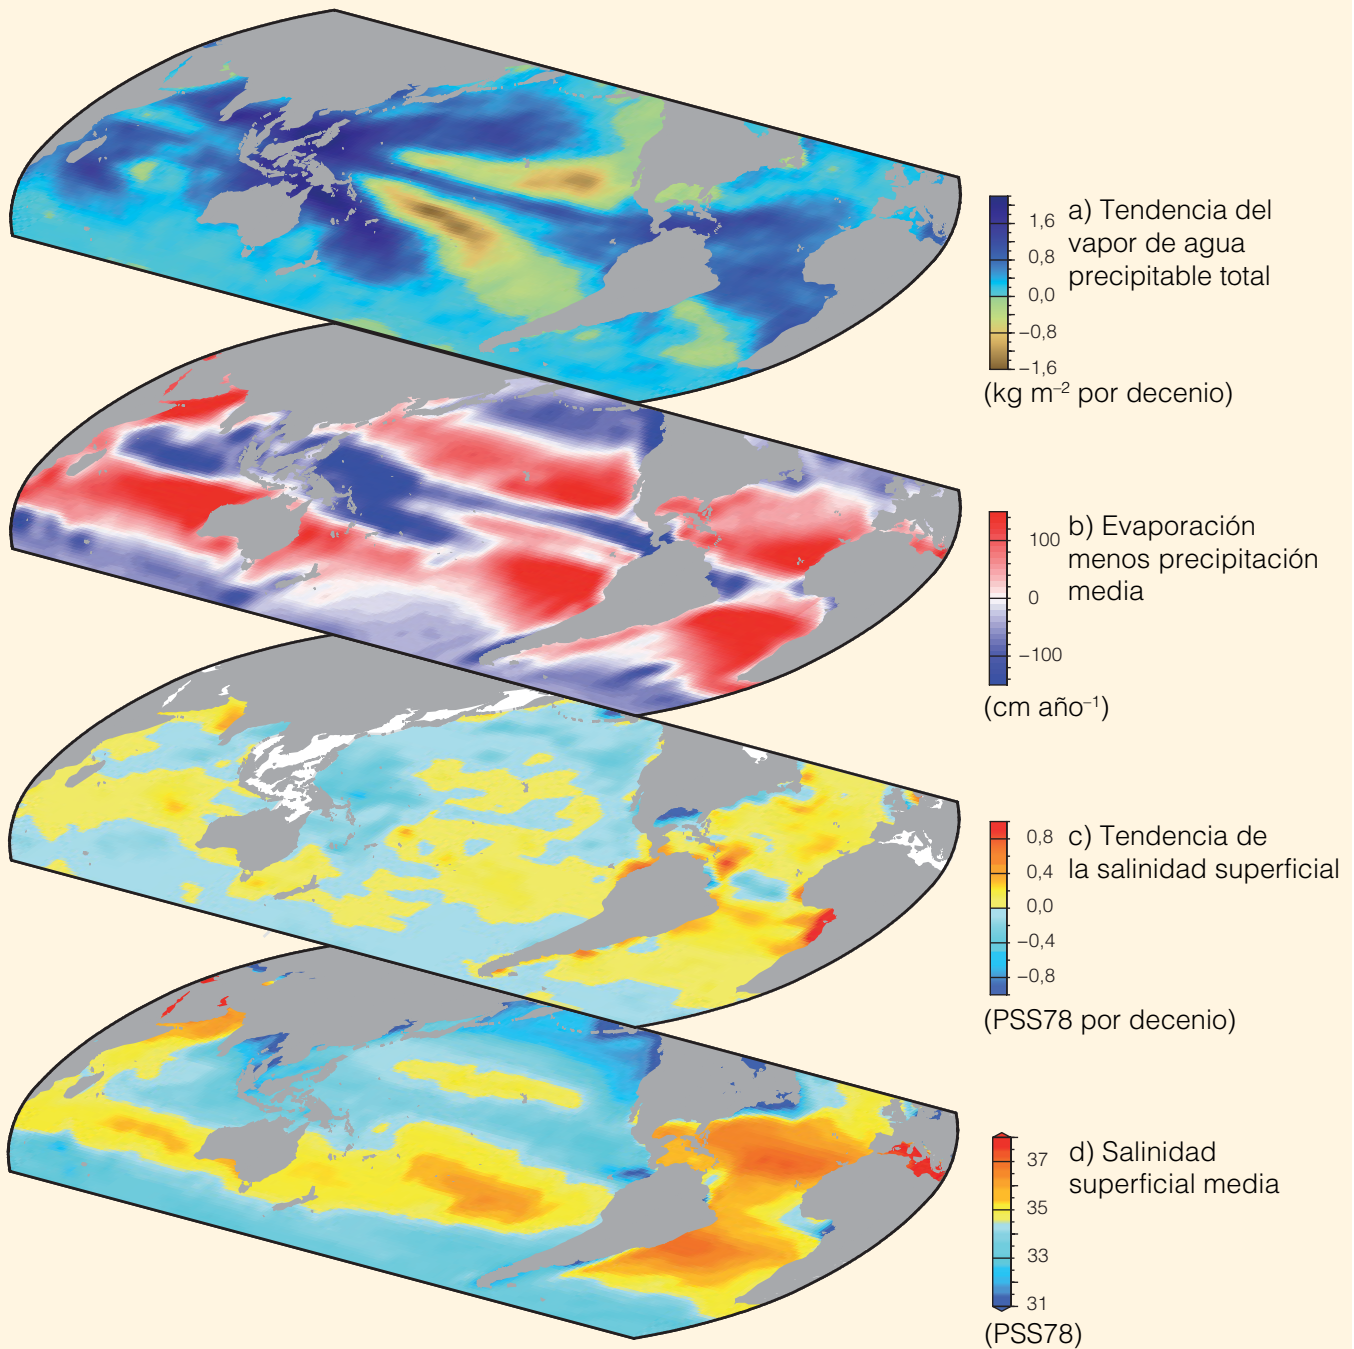 1,6
0,8
0,0
−0,8
−1,6
a) Tendencia del
vapor de agua
precipitable total
(kg m⁻² por decenio)
100
0
−100
b) Evaporación
menos precipitación
media
(cm año⁻¹)
0,8
0,4
0,0
−0,4
−0,8
c) Tendencia de
la salinidad superficial
(PSS78 por decenio)
37
35
33
31
d) Salinidad
superficial media
(PSS78)